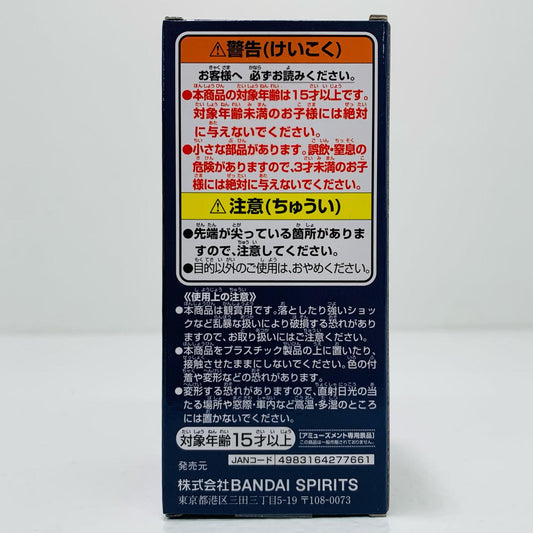 ⚠警告(けいこく)
お客様へ 必ずお読みください。
●本商品の対象年齢は15才以上です。
対象年齢未満のお子様には絶対
に与えないでください。
●小さな部品があります。誤飲・窒息の
危険がありますので、3才未満のお子
様には絶対に与えないでください。
⚠注意(ちゅうい)
●先端が尖っている箇所がありま
すので、注意してください。
●目的以外のご使用は、おやめください。
《使用上の注意》
●本商品は観賞用です。落としたり強いショッ
クなど乱暴な扱いにより破損する恐れがあり
ますので、お取り扱いにはご注意ください。
●本商品をプラスチック製品の上に置いたり、
接触させたままにしないでください。色の付
着や変形などの恐れがあります。
●変形する恐れがありますので、直射日光の当
たる場所や窓際・車内など高温・多湿のところ
には置かないでください。
対象年齢15才以上
[アミューズメント専用景品]
この商品は一般市販されておりません。
JANコード 4983164277661
発売元
株式会社BANDAI SPIRITS
東京都港区三田三丁目5-19 〒108-0073